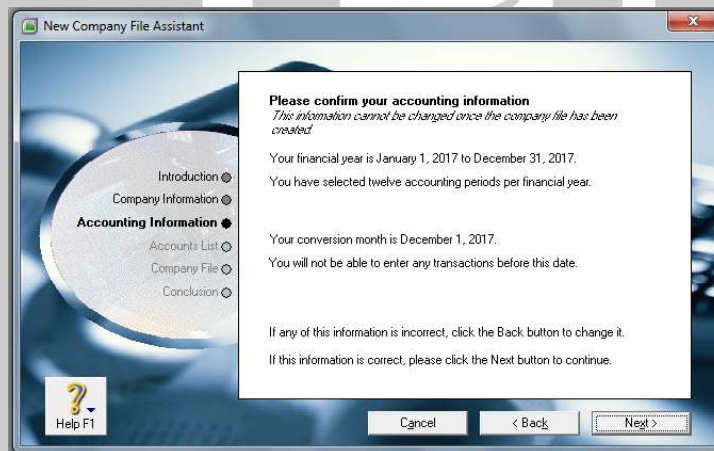 New Company File Assistant
Please confirm your accounting information
This information cannot be changed once the company file has been
created.
Your financial year is January 1, 2017 to December 31, 2017.
You have selected twelve accounting periods per financial year.
Your conversion month is December 1, 2017.
You will not be able to enter any transactions before this date.
If any of this information is incorrect, click the Back button to change it.
If this information is correct, please click the Next button to continue.
Introduction
Company Information
Accounting Information
Accounts List
Company File
Conclusion
Help F1
Cancel
< Back
Next >